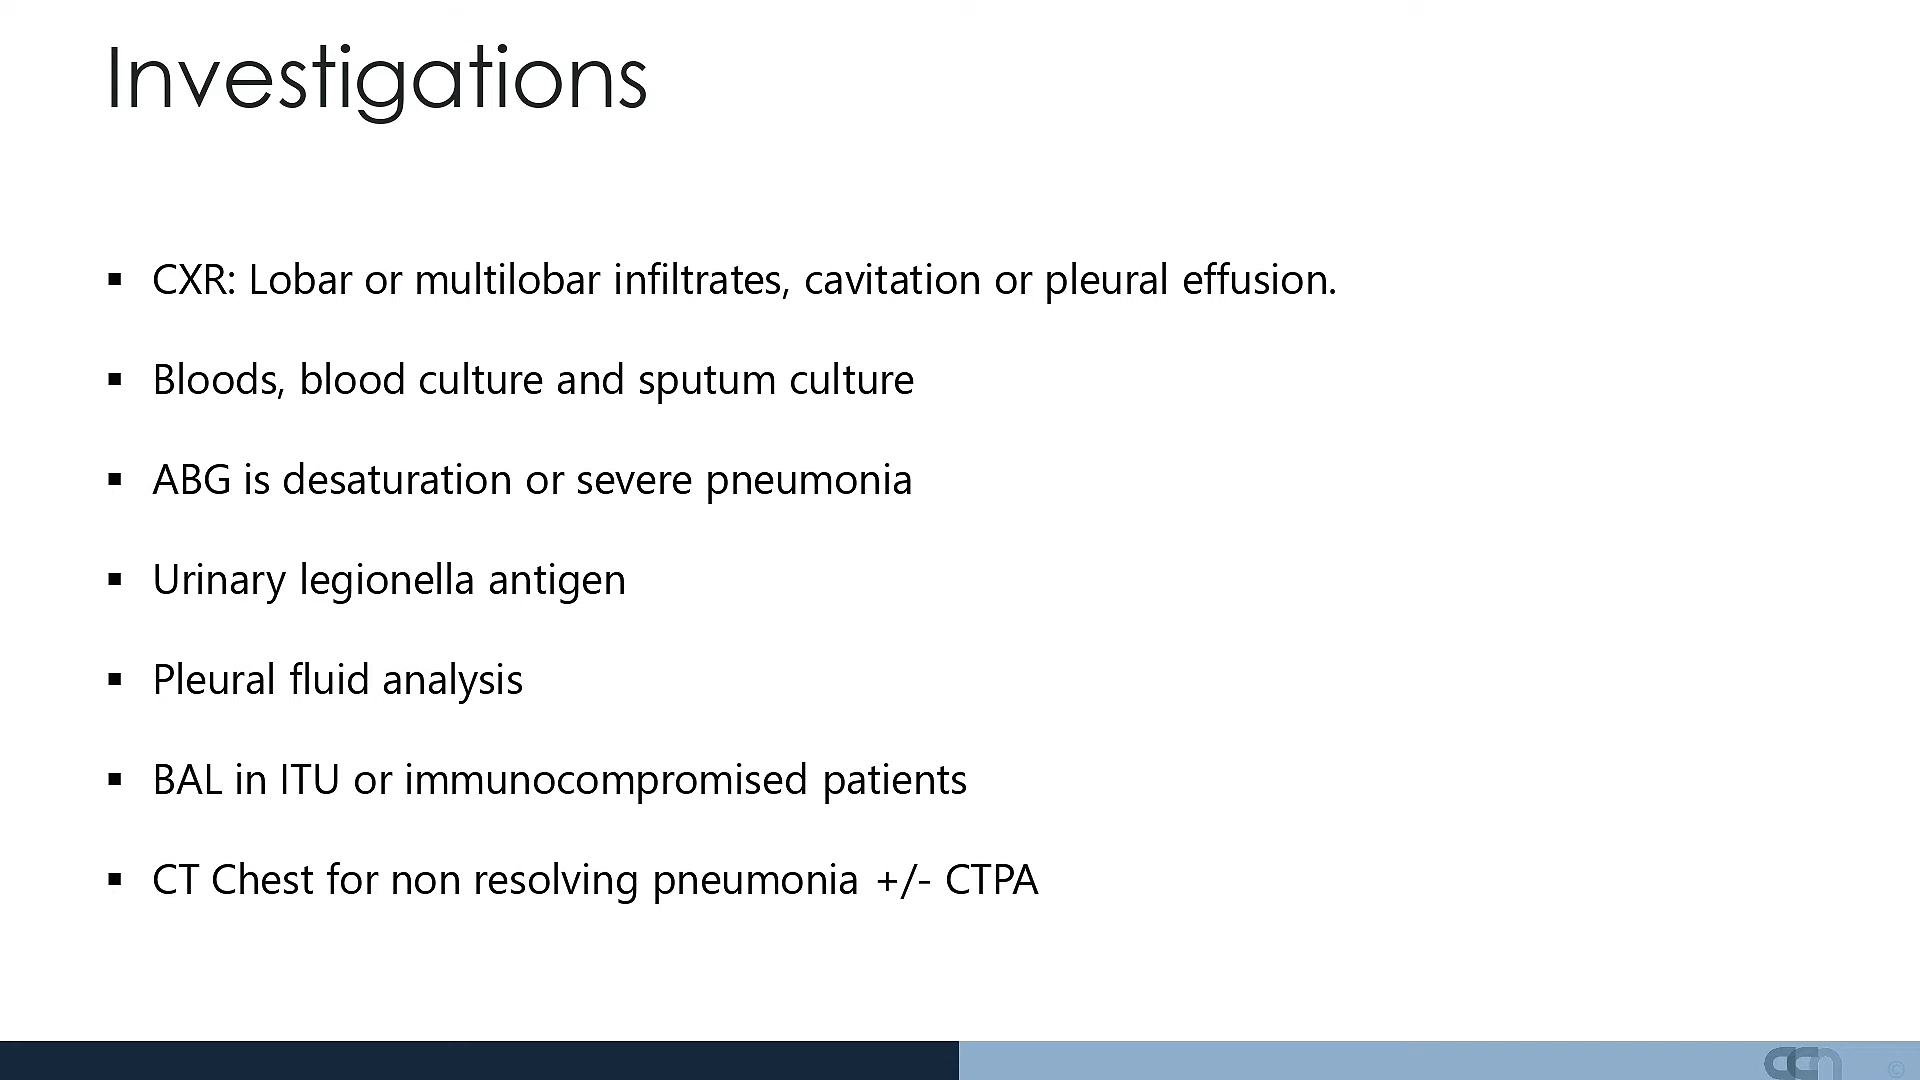 Investigations
▪ CXR: Lobar or multilobar infiltrates, cavitation or pleural effusion.
▪ Bloods, blood culture and sputum culture
▪ ABG is desaturation or severe pneumonia
▪ Urinary legionella antigen
▪ Pleural fluid analysis
▪ BAL in ITU or immunocompromised patients
▪ CT Chest for non resolving pneumonia +/- CTPA
©